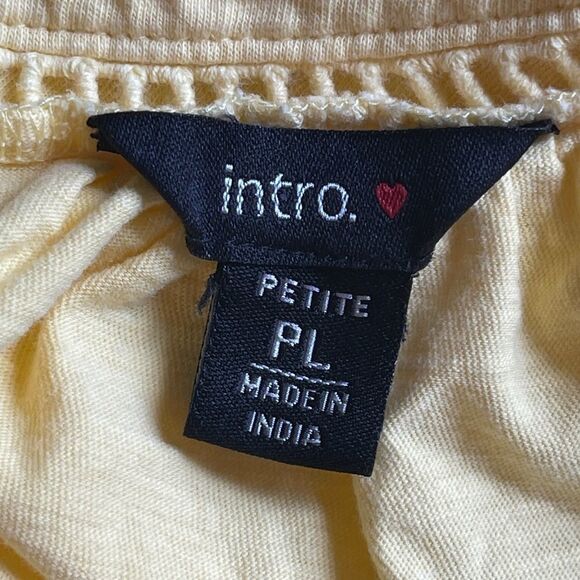 intro.
PETITE
PL
MADE IN
INDIA